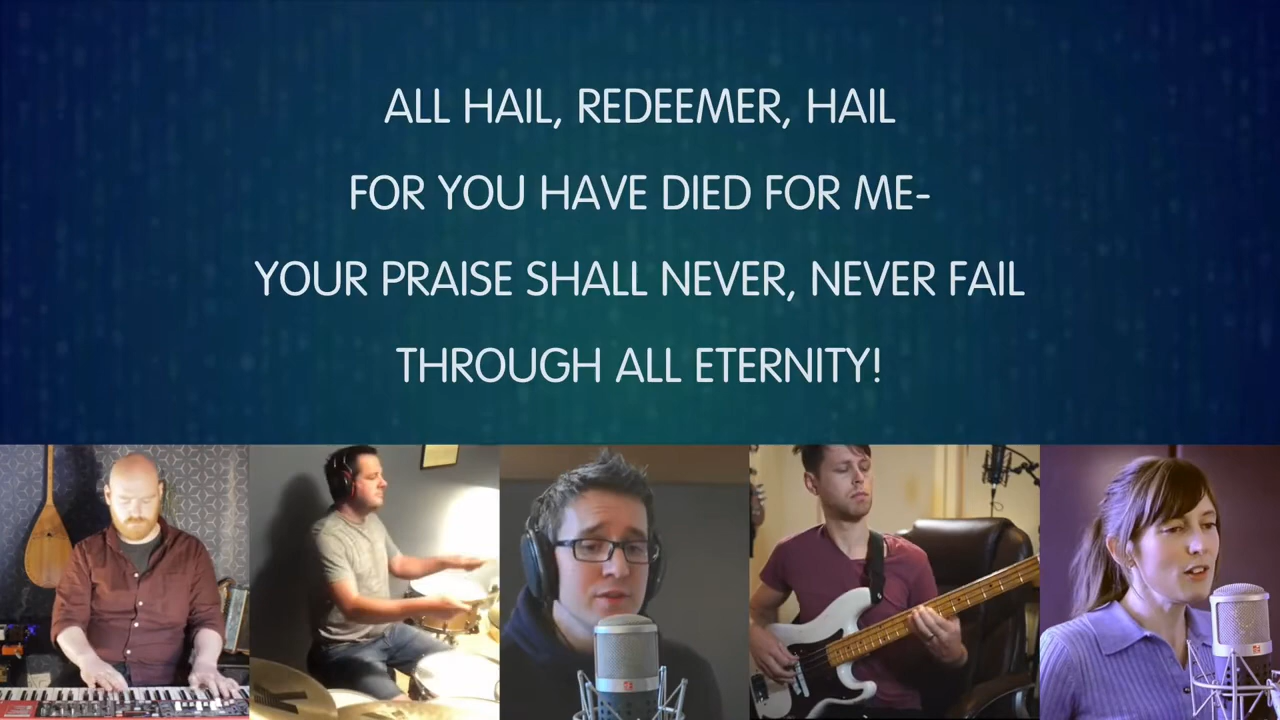 ALL HAIL, REDEEMER, HAIL
FOR YOU HAVE DIED FOR ME-
YOUR PRAISE SHALL NEVER, NEVER FAIL
THROUGH ALL ETERNITY!